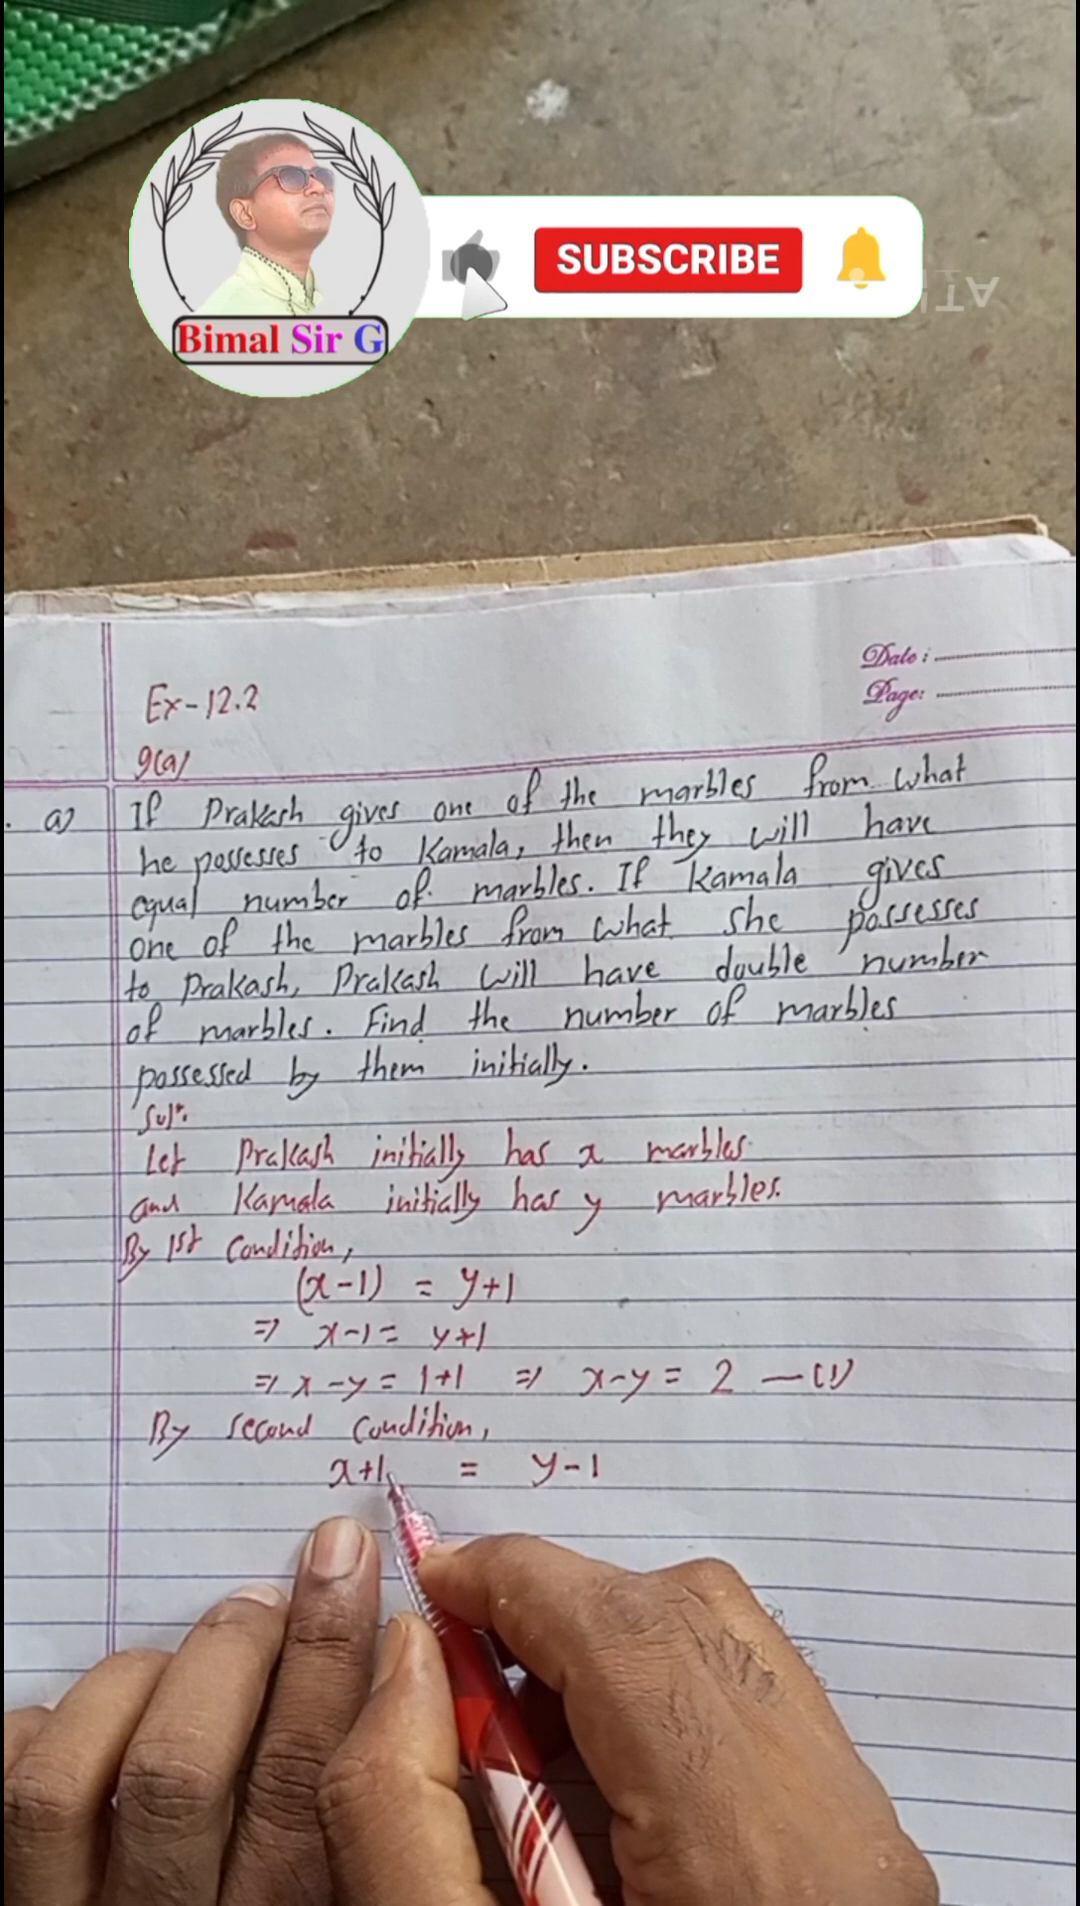 SUBSCRIBE
Bimal Sir G
Date:
Page:
Ex-12.2
9(a)
a) If Prakash gives one of the marbles from what
he possesses to Kamala, then they will have
equal number of marbles. If Kamala gives
one of the marbles from what she possesses
to Prakash, Prakash will have double number
of marbles. Find the number of marbles
possessed by them initially.
Solⁿ.
Let Prakash initially has x marbles
and Kamala initially has y marbles.
By 1st Condition,
(x-1) = y+1
⇒ x-1 = y+1
⇒ x-y = 1+1 ⇒ x-y = 2 —(1)
By second Condition,
x+1 = y-1